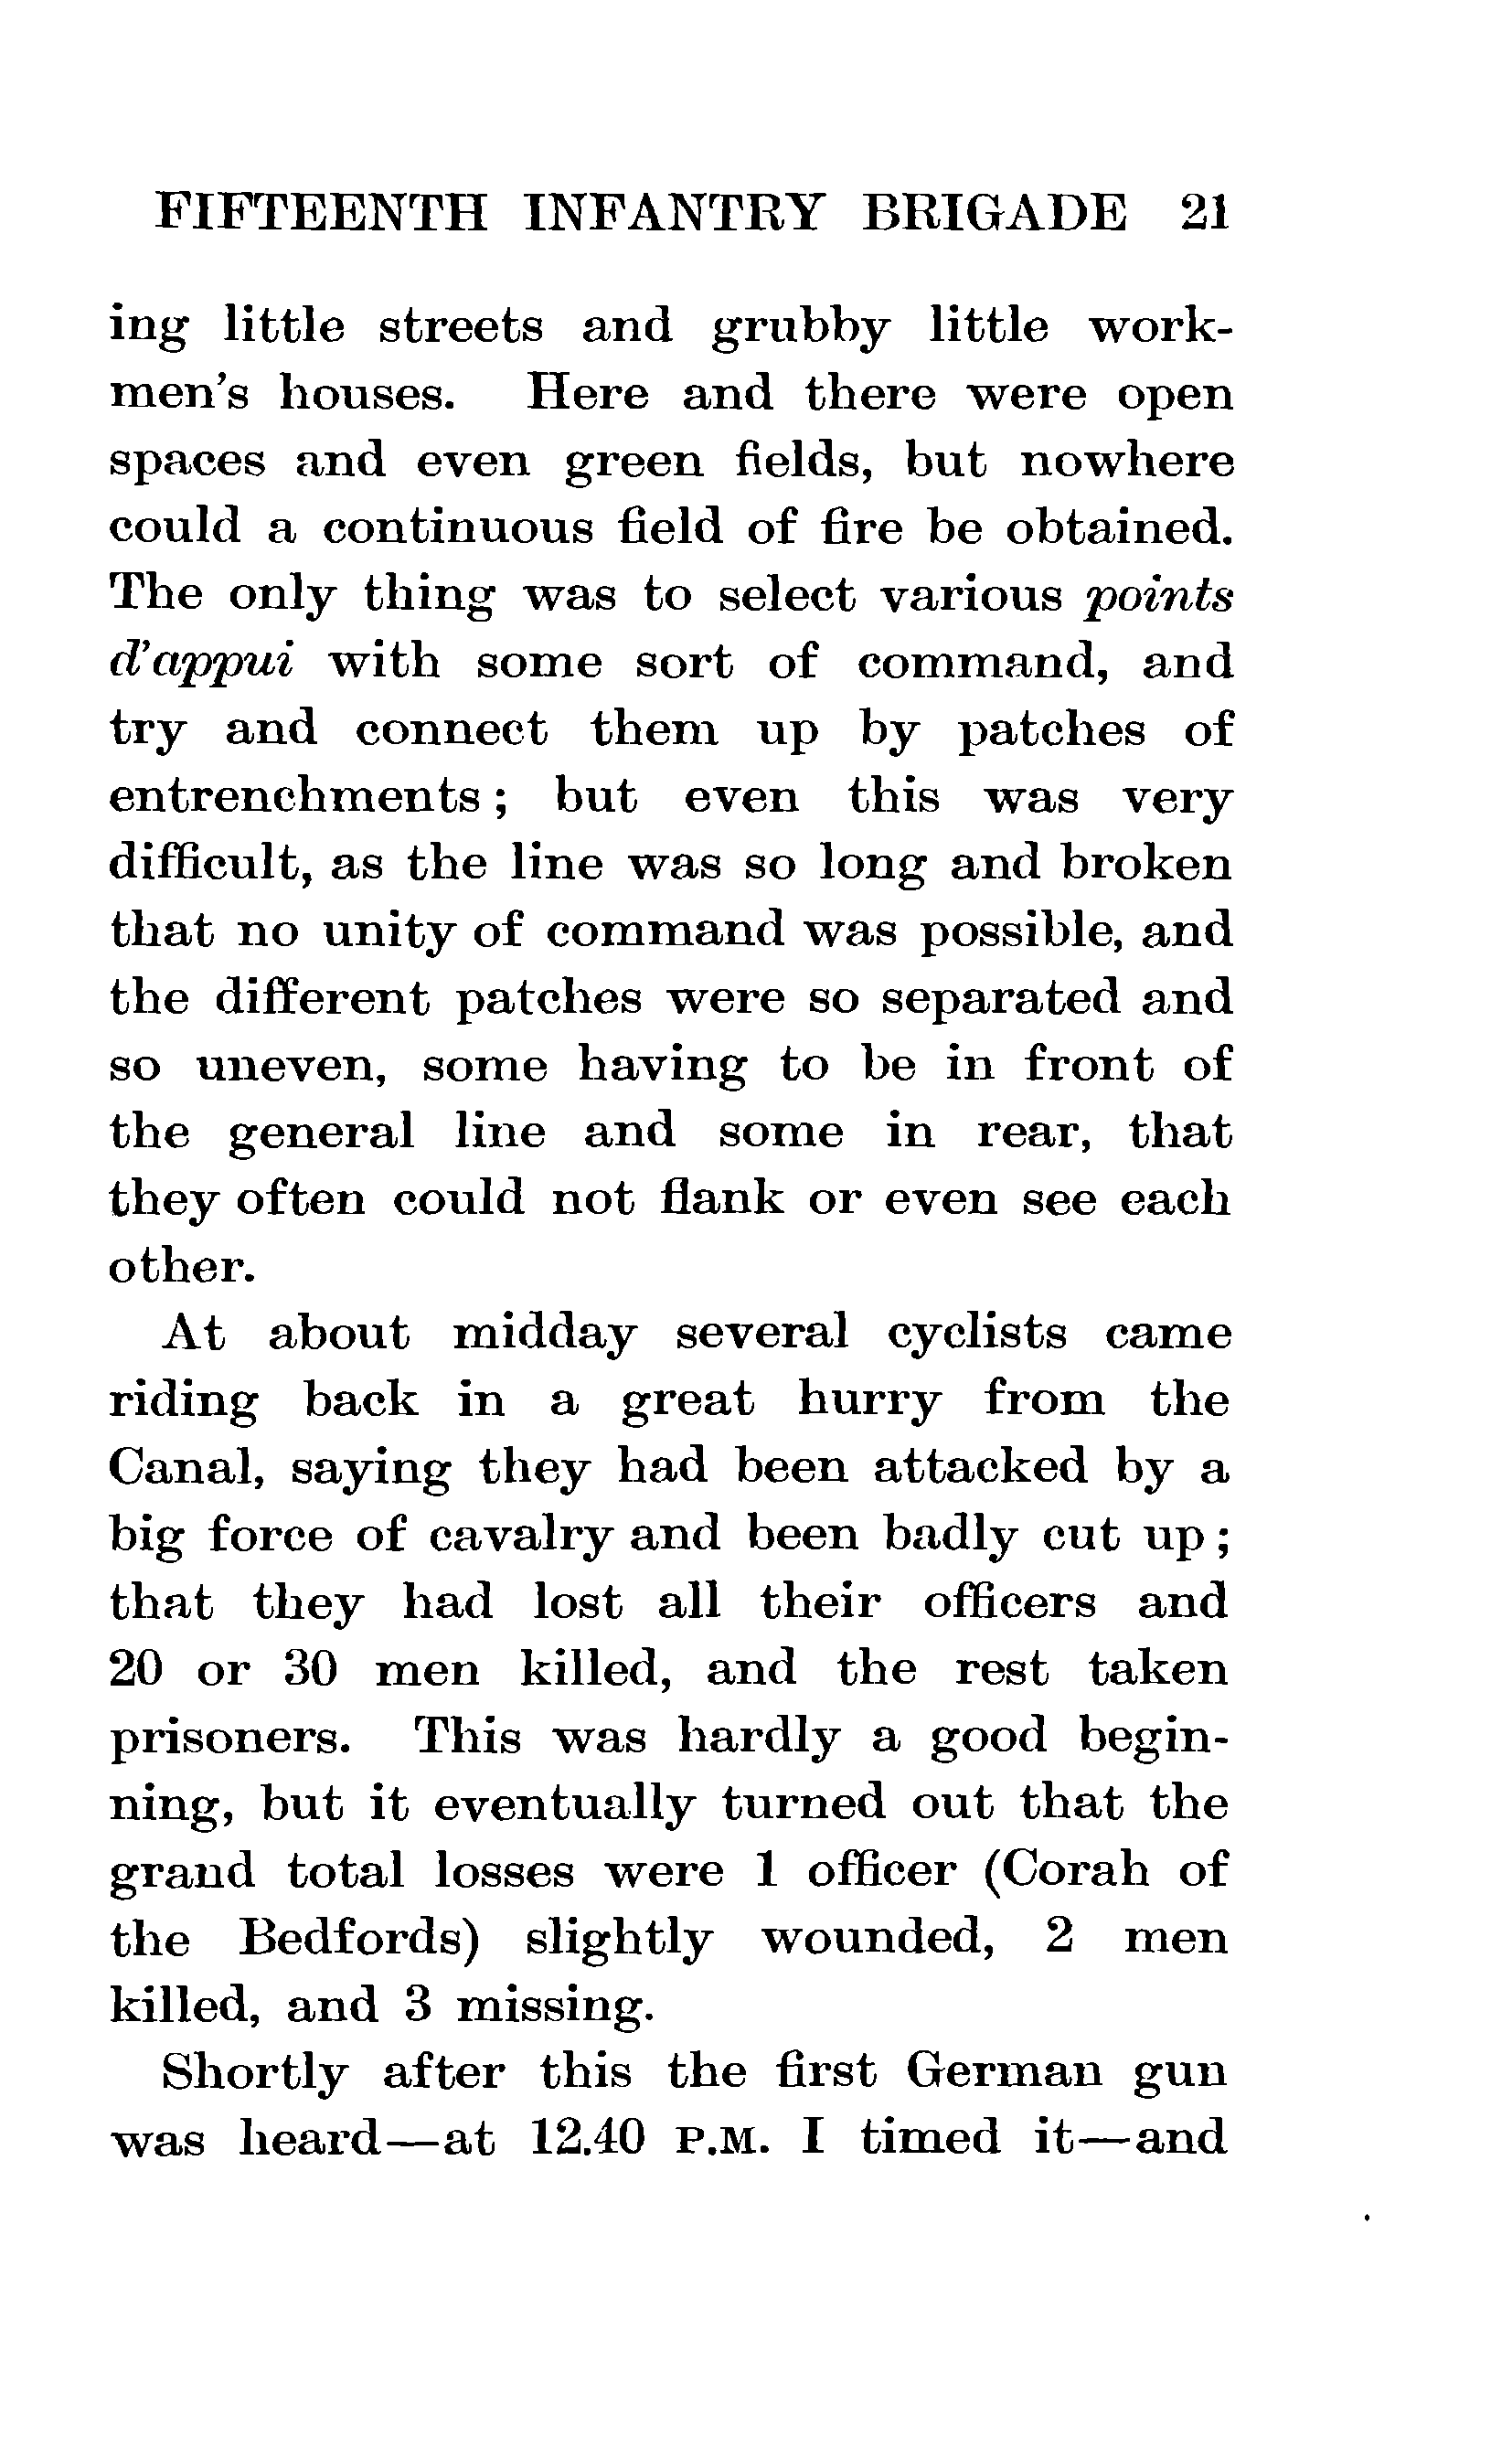 FIFTEENTH INFANTRY BRIGADE 21
ing little streets and grubby little work-
men's houses. Here and there were open
spaces and even green fields, but nowhere
could a continuous field of fire be obtained.
The only thing was to select various points
d'appui with some sort of command, and
try and connect them up by patches of
entrenchments; but even this was very
difficult, as the line was so long and broken
that no unity of command was possible, and
the different patches were so separated and
so uneven, some having to be in front of
the general line and some in rear, that
they often could not flank or even see each
other.
At about midday several cyclists came
riding back in a great hurry from the
Canal, saying they had been attacked by a
big force of cavalry and been badly cut up;
that they had lost all their officers and
20 or 30 men killed, and the rest taken
prisoners. This was hardly a good begin-
ning, but it eventually turned out that the
grand total losses were 1 officer (Corah of
the Bedfords) slightly wounded, 2 men
killed, and 3 missing.
Shortly after this the first German gun
was heard—at 12.40 P.M. I timed it—and